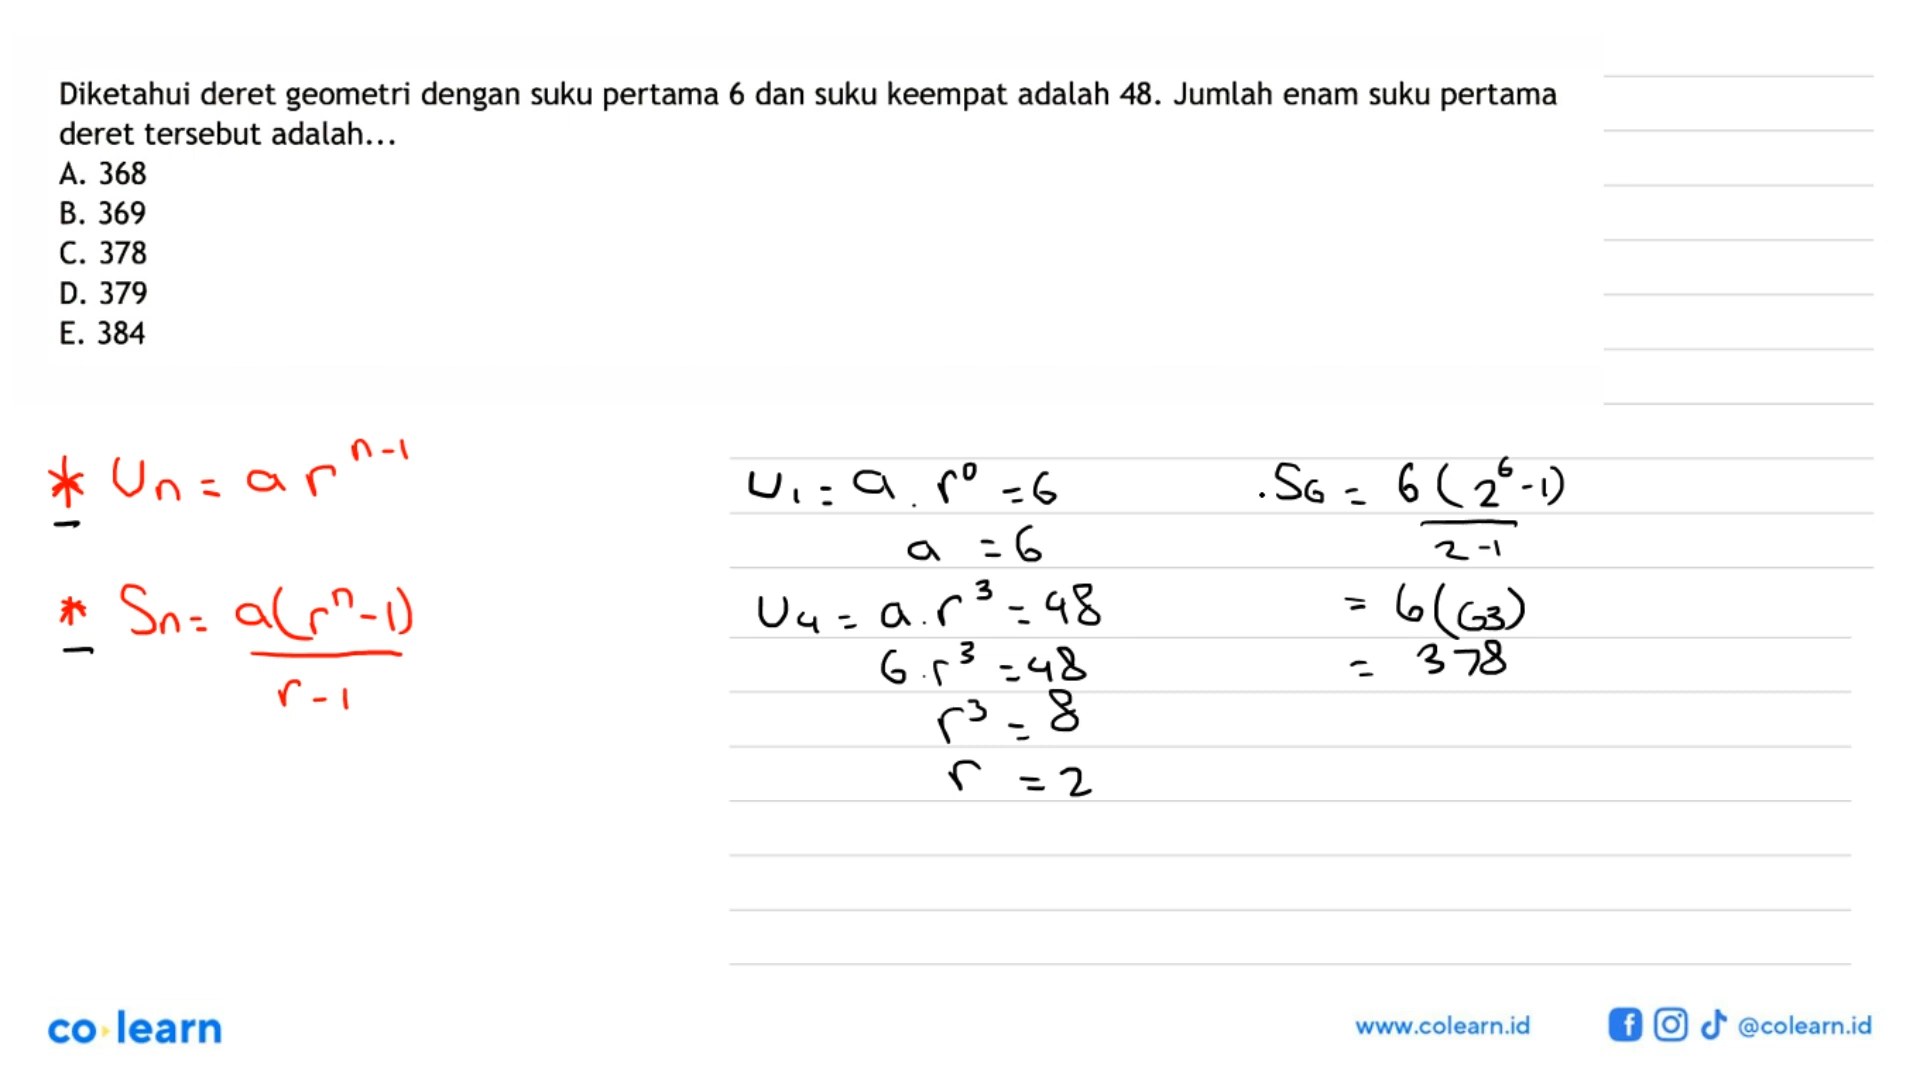 Diketahui deret geometri dengan suku pertama 6 dan suku keempat adalah 48. Jumlah enam suku pertama
deret tersebut adalah...
A. 368
B. 369
C. 378
D. 379
E. 384
* Un = a r^(n-1)
* Sn = a(r^n - 1) / (r - 1)
U1 = a . r^0 = 6
a = 6
U4 = a . r^3 = 48
6 . r^3 = 48
r^3 = 8
r = 2
. S6 = 6(2^6 - 1) / (2 - 1)
= 6(63)
= 378
co learn
www.colearn.id
@colearn.id